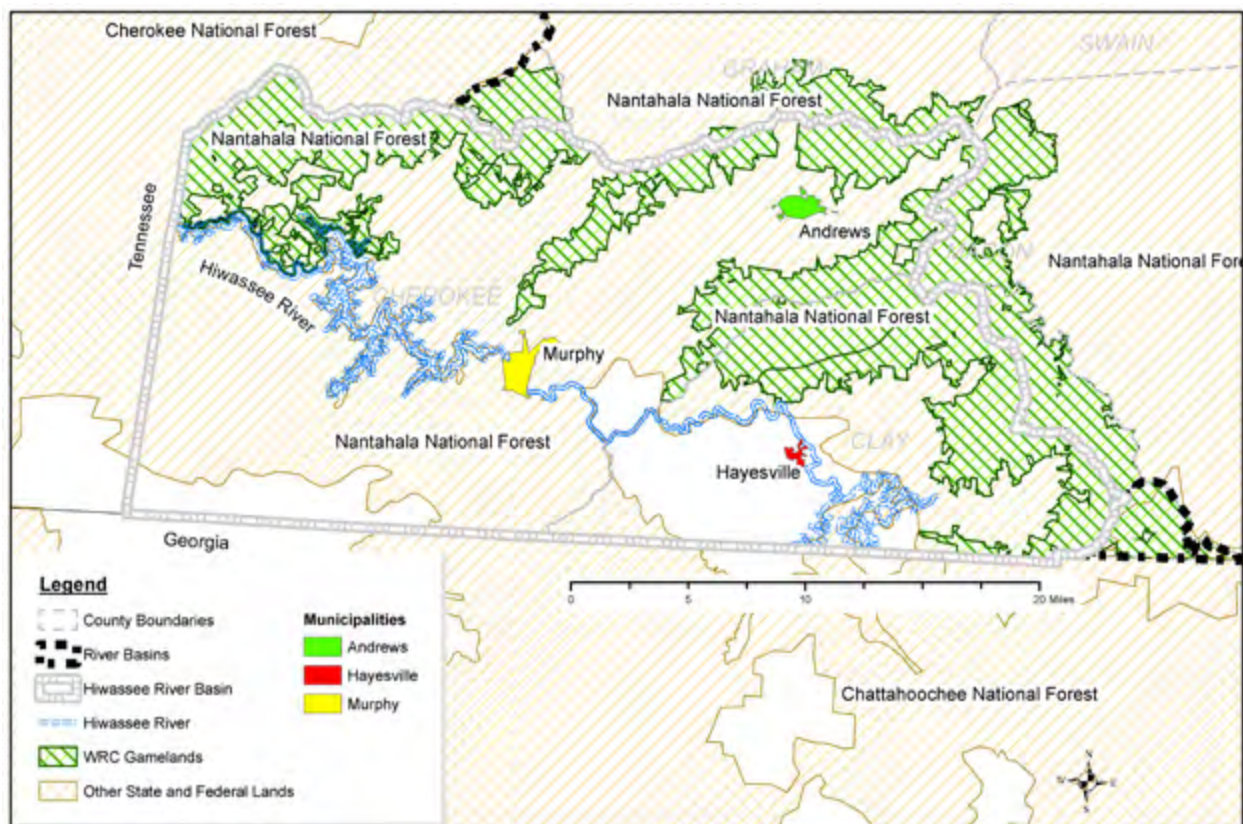 Cherokee National Forest
SWAIN
GRAHAM
Nantahala National Forest
Nantahala National Forest
Tennessee
Andrews
Hiwassee River
CHEROKEE
Nantahala National Fore
Nantahala National Forest
Murphy
Nantahala National Forest
CLAY
Hayesville
Georgia
Legend
County Boundaries
River Basins
Hiwassee River Basin
Hiwassee River
WRC Gamelands
Other State and Federal Lands
Municipalities
Andrews
Hayesville
Murphy
0 5 10 20 Miles
Chattahoochee National Forest
N
W E
S